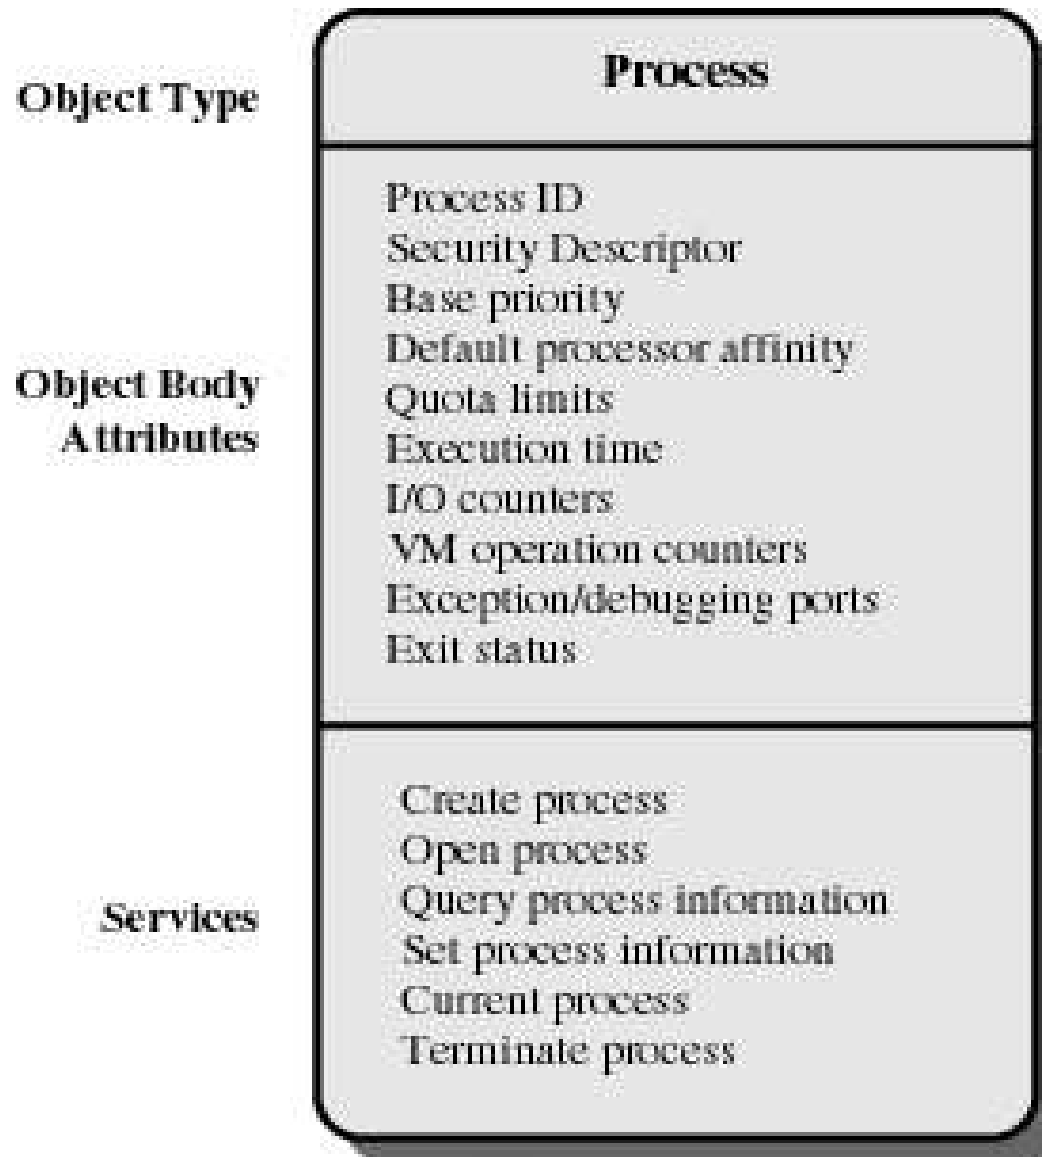 Object Type
Process
Object Body
Attributes
Process ID
Security Descriptor
Base priority
Default processor affinity
Quota limits
Execution time
I/O counters
VM operation counters
Exception/debugging ports
Exit status
Services
Create process
Open process
Query process information
Set process information
Current process
Terminate process